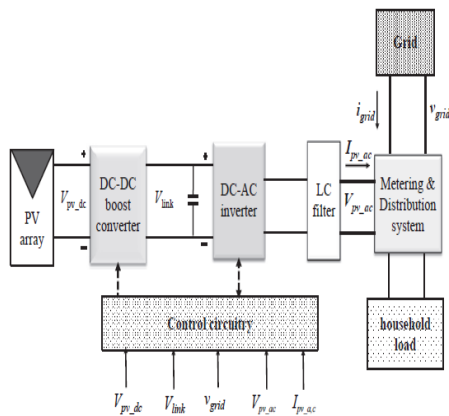 Grid
i_grid
v_grid
I_pv_ac
PV array
V_pv_dc
DC-DC boost converter
V_link
DC-AC inverter
LC filter
V_pv_ac
Metering & Distribution system
+
+
-
-
Control circuitry
household load
V_pv_dc
V_link
v_grid
V_pv_ac
I_pv_a,c